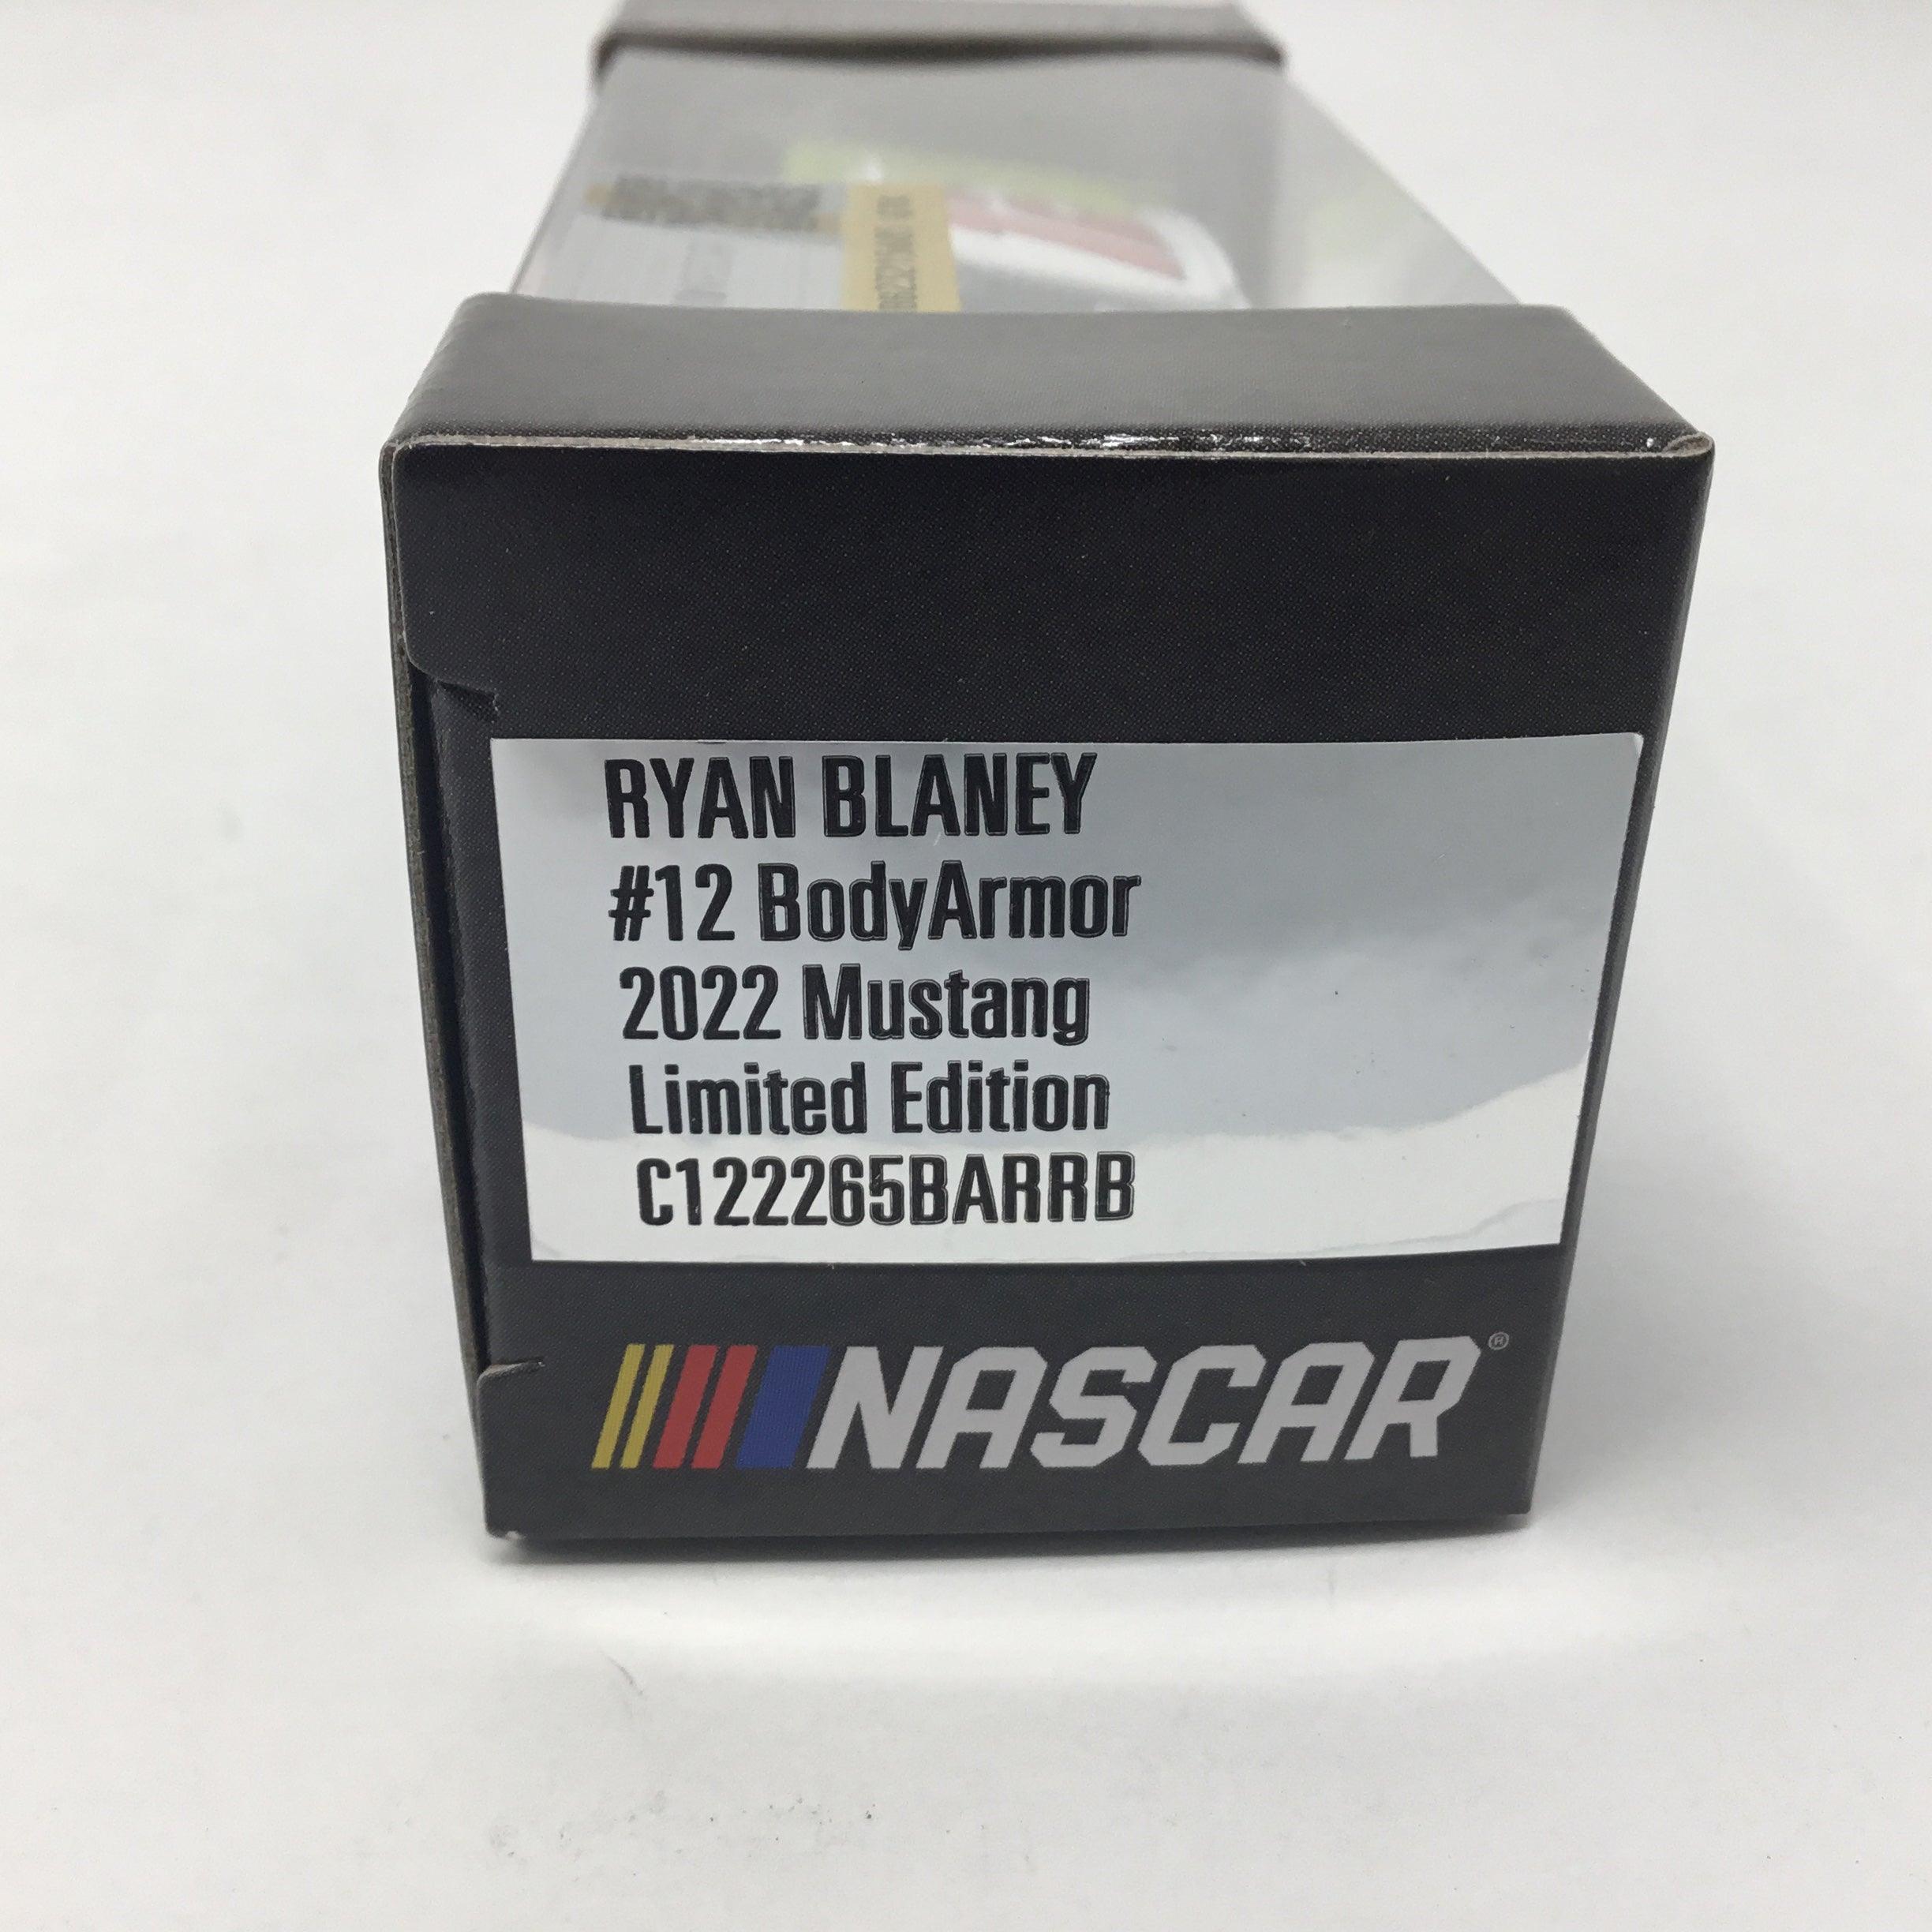 RYAN BLANEY
#12 BodyArmor
2022 Mustang
Limited Edition
C122265BARRB
NASCAR®